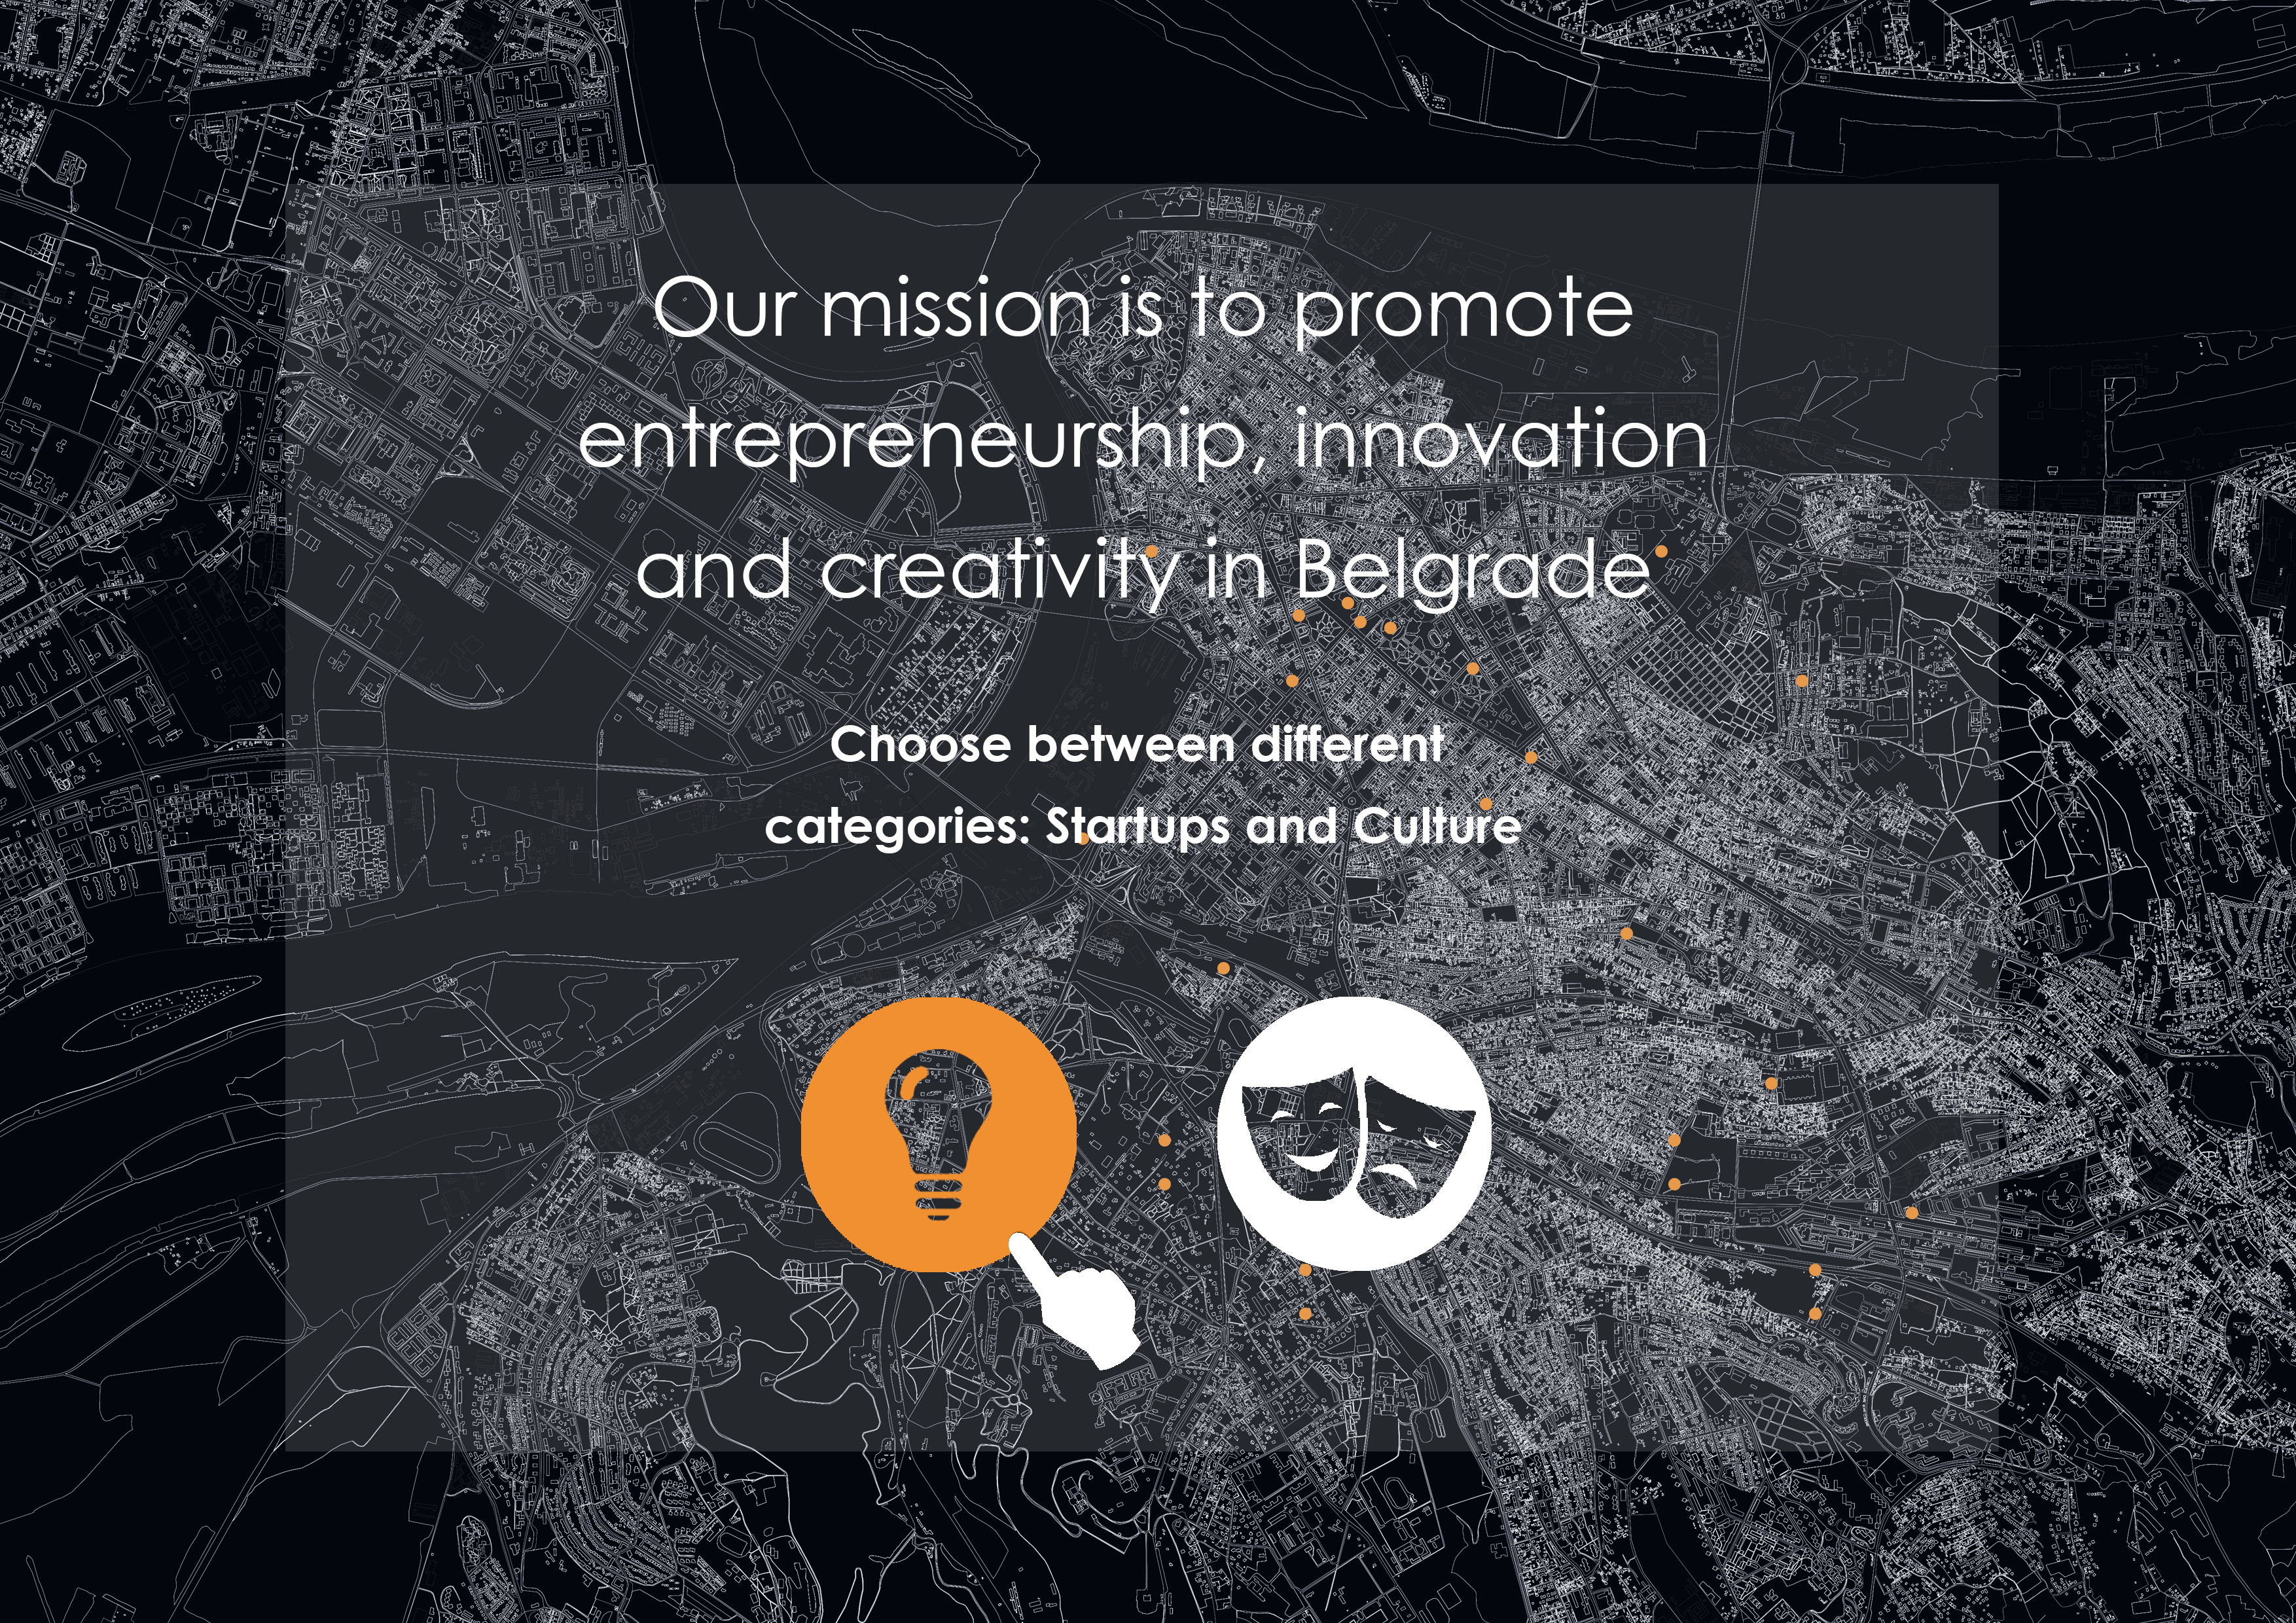 Our mission is to promote
entrepreneurship, innovation
and creativity in Belgrade
Choose between different
categories: Startups and Culture